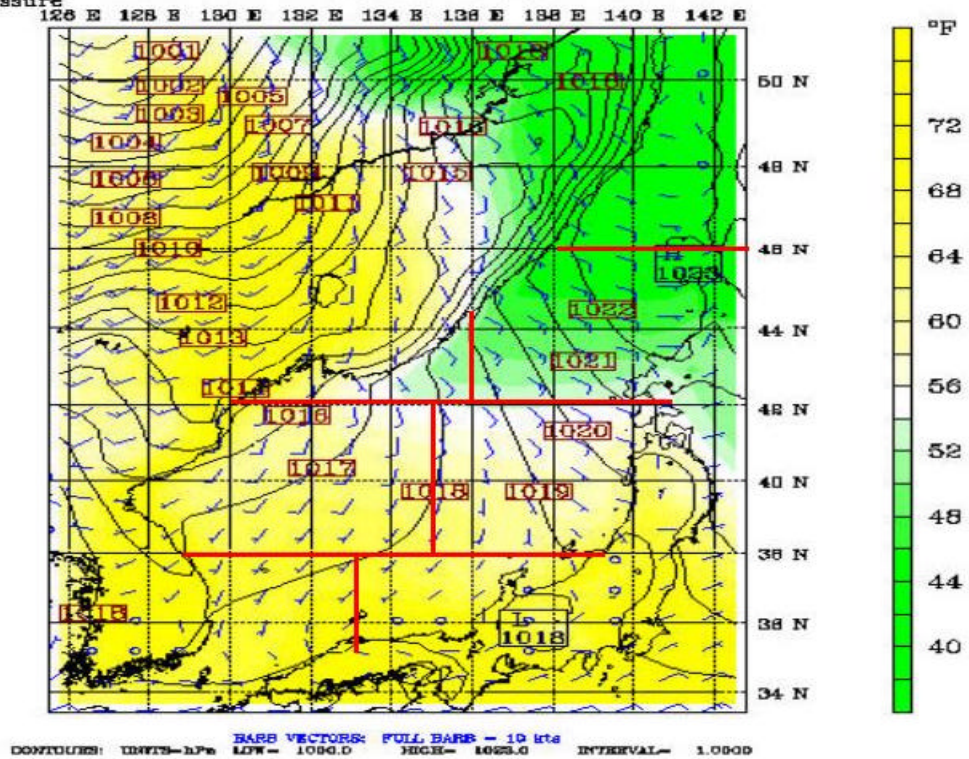 ssure
126 E 128 E 130 E 132 E 134 E 136 E 138 E 140 E 142 E
°F
1001 1018
1002 1016 50 N
1005
1003
1007 1013 72
1004
1009 1015 48 N
1006 68
1011
1008
1010 46 N
H 64
1023
1012 1022
60
1013 44 N
1021
56
1016 1020 42 N
52
1017
1018 1019 40 N
48
38 N
44
1018 L 36 N
1018 40
34 N
BARB VECTORS: FULL BARB = 10 kts
CONTOURS: UNITS=hPa LOW= 1000.0 HIGH= 1023.0 INTERVAL= 1.0000